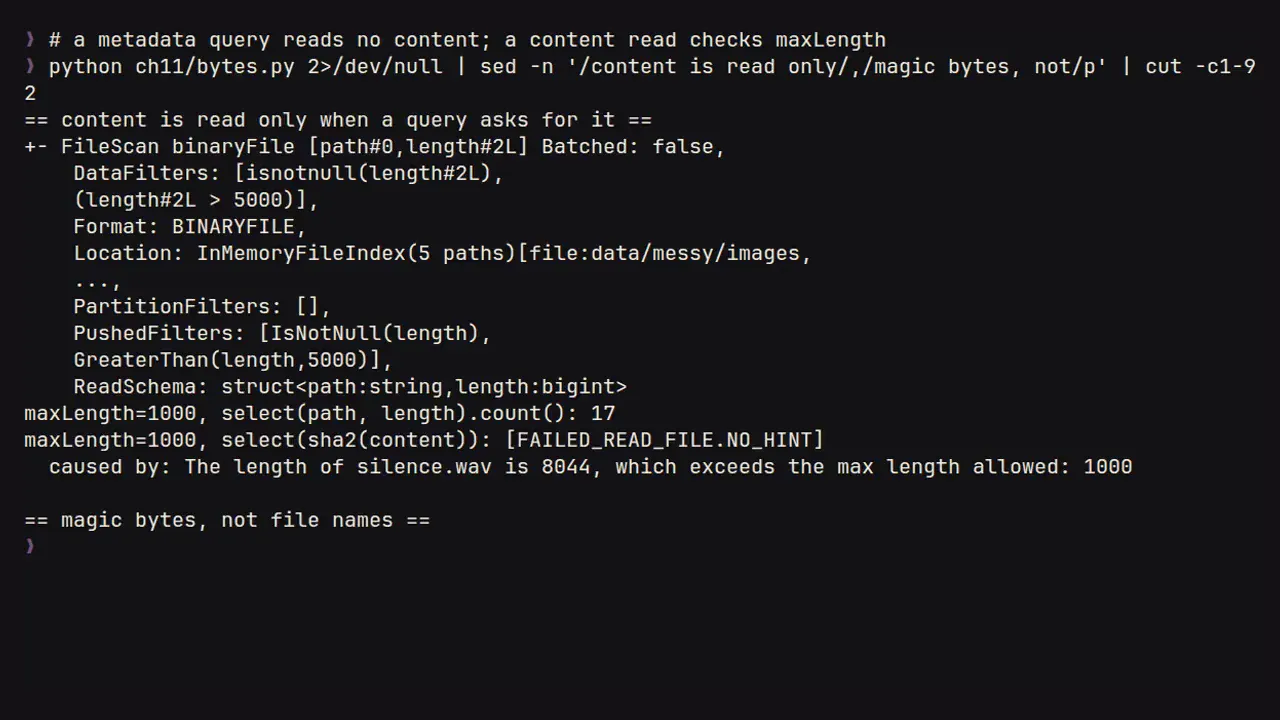 ❯ # a metadata query reads no content; a content read checks maxLength
❯ python ch11/bytes.py 2>/dev/null | sed -n '/content is read only/,/magic bytes, not/p' | cut -c1-9
2
== content is read only when a query asks for it ==
+- FileScan binaryFile [path#0,length#2L] Batched: false,
    DataFilters: [isnotnull(length#2L),
    (length#2L > 5000)],
    Format: BINARYFILE,
    Location: InMemoryFileIndex(5 paths)[file:data/messy/images,
    ...,
    PartitionFilters: [],
    PushedFilters: [IsNotNull(length),
    GreaterThan(length,5000)],
    ReadSchema: struct<path:string,length:bigint>
maxLength=1000, select(path, length).count(): 17
maxLength=1000, select(sha2(content)): [FAILED_READ_FILE.NO_HINT]
  caused by: The length of silence.wav is 8044, which exceeds the max length allowed: 1000

== magic bytes, not file names ==
❯